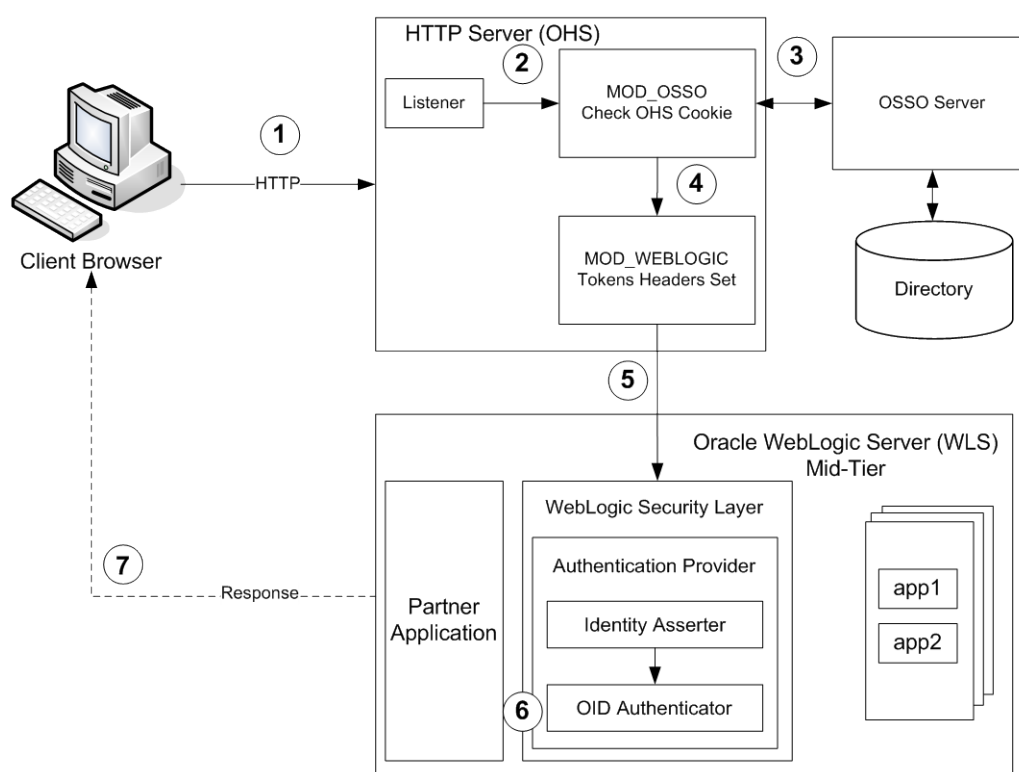 HTTP Server (OHS)
2
3
Listener
MOD_OSSO
Check OHS Cookie
OSSO Server
1
HTTP
4
Client Browser
MOD_WEBLOGIC
Tokens Headers Set
Directory
5
Oracle WebLogic Server (WLS)
Mid-Tier
WebLogic Security Layer
7
Response
Partner
Application
Authentication Provider
Identity Asserter
OID Authenticator
6
app1
app2